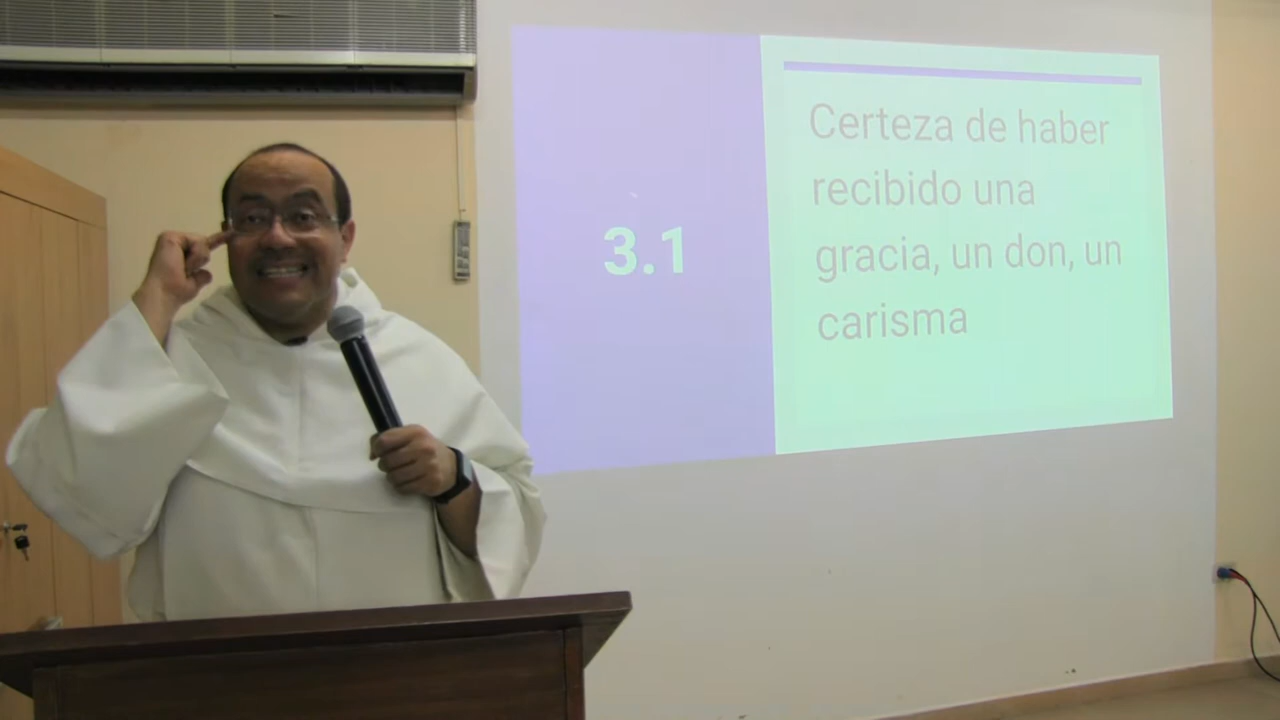 3.1
Certeza de haber
recibido una
gracia, un don, un
carisma